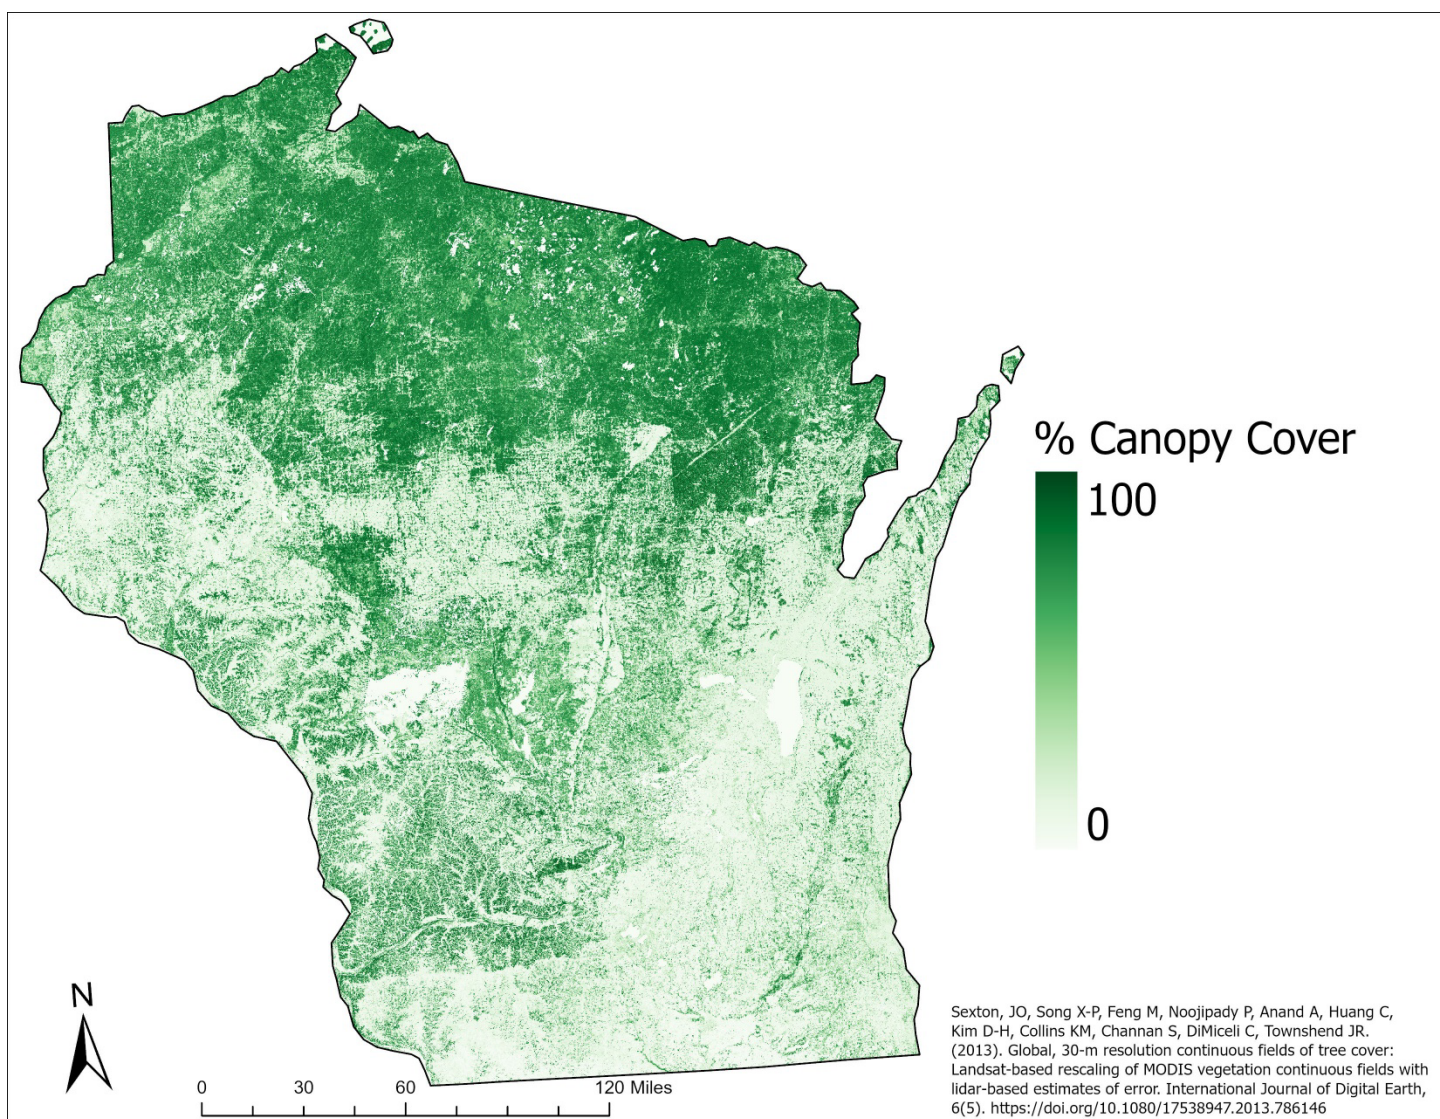 % Canopy Cover
100
0
N
0 30 60 120 Miles
Sexton, JO, Song X-P, Feng M, Noojipady P, Anand A, Huang C,
Kim D-H, Collins KM, Channan S, DiMiceli C, Townshend JR.
(2013). Global, 30-m resolution continuous fields of tree cover:
Landsat-based rescaling of MODIS vegetation continuous fields with
lidar-based estimates of error. International Journal of Digital Earth,
6(5). https://doi.org/10.1080/17538947.2013.786146